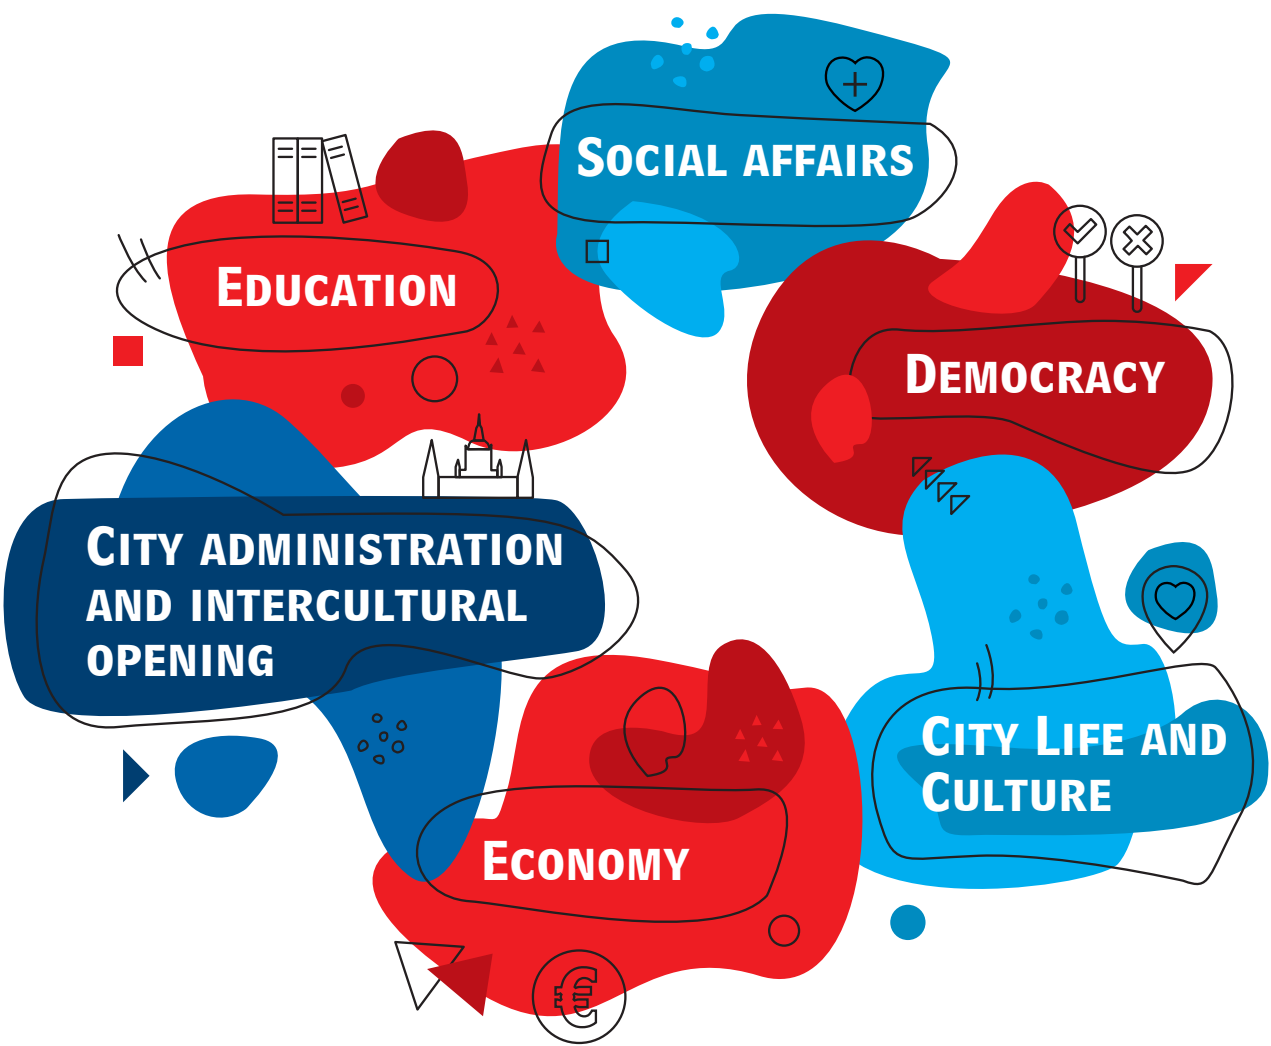 Social affairs
Education
Democracy
City administration
and intercultural
opening
City Life and
Culture
Economy
€